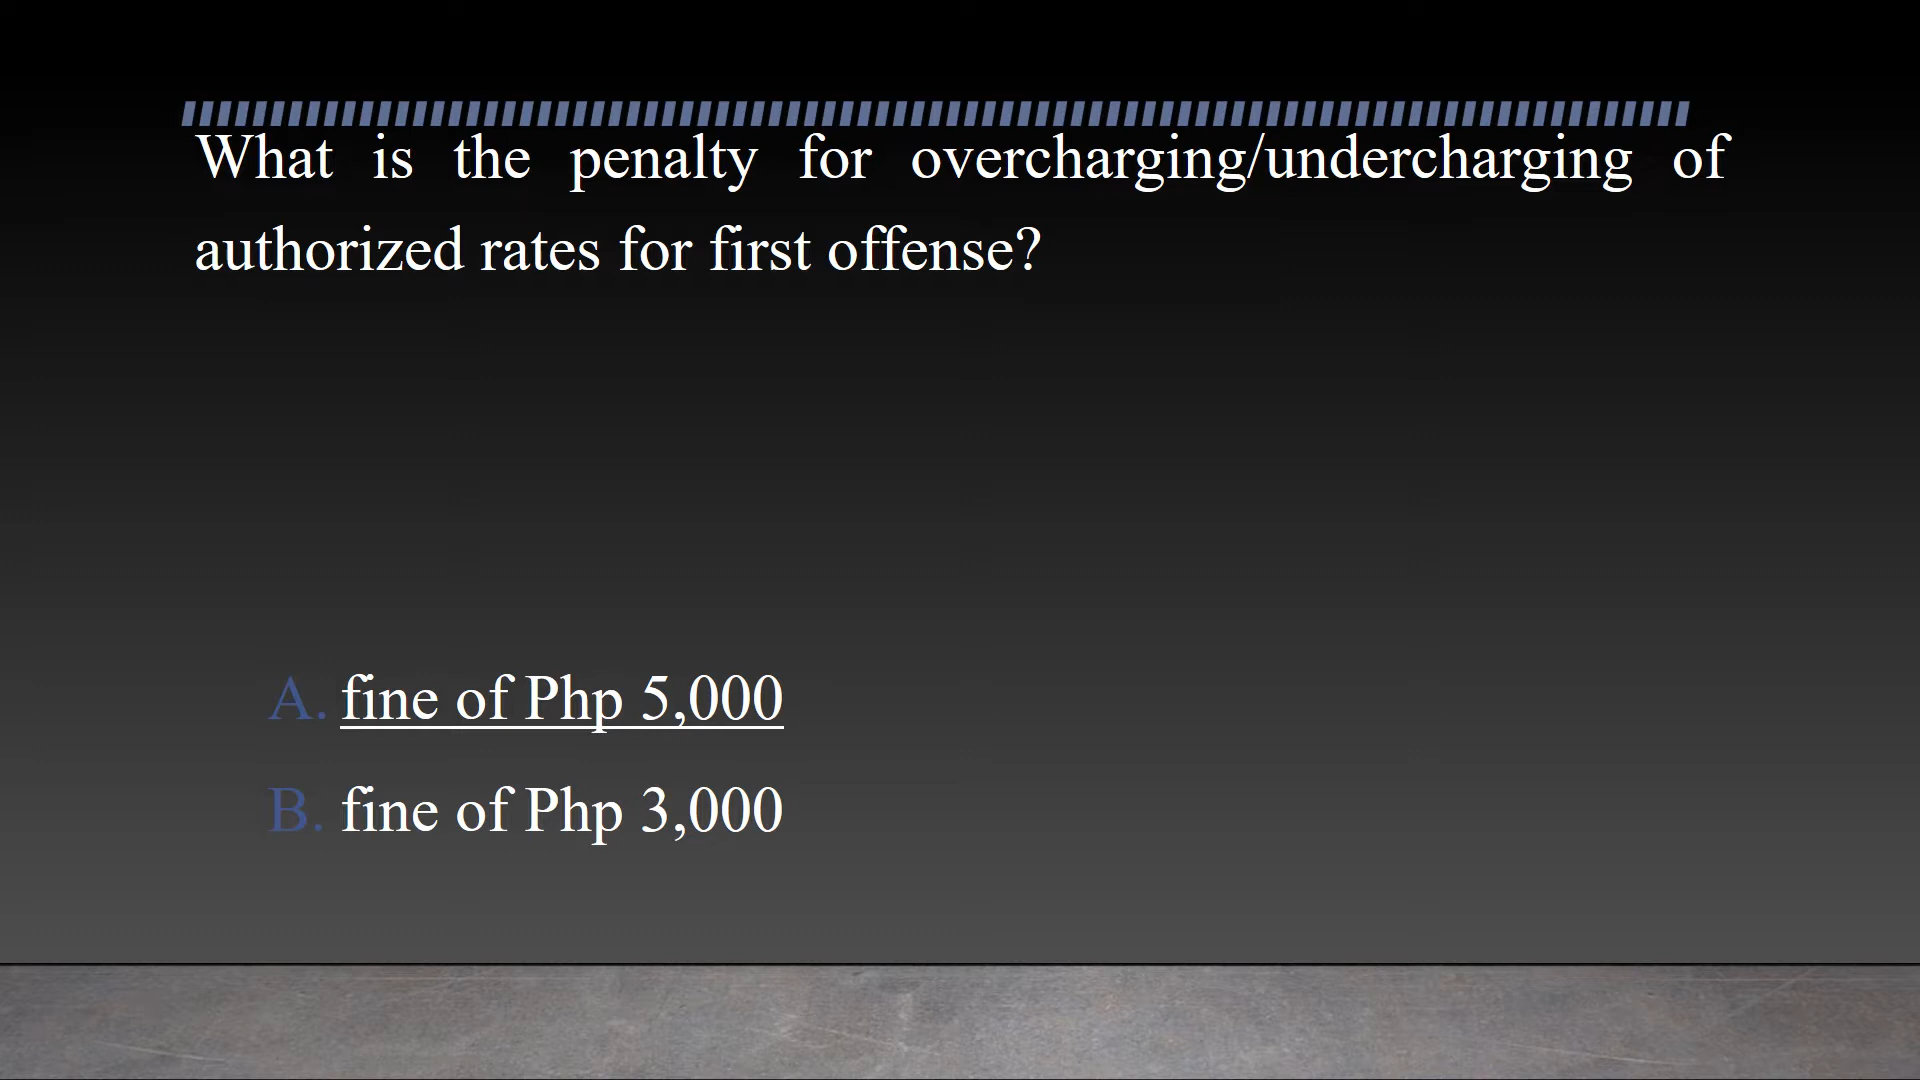 What is the penalty for overcharging/undercharging of
authorized rates for first offense?
A. fine of Php 5,000
B. fine of Php 3,000